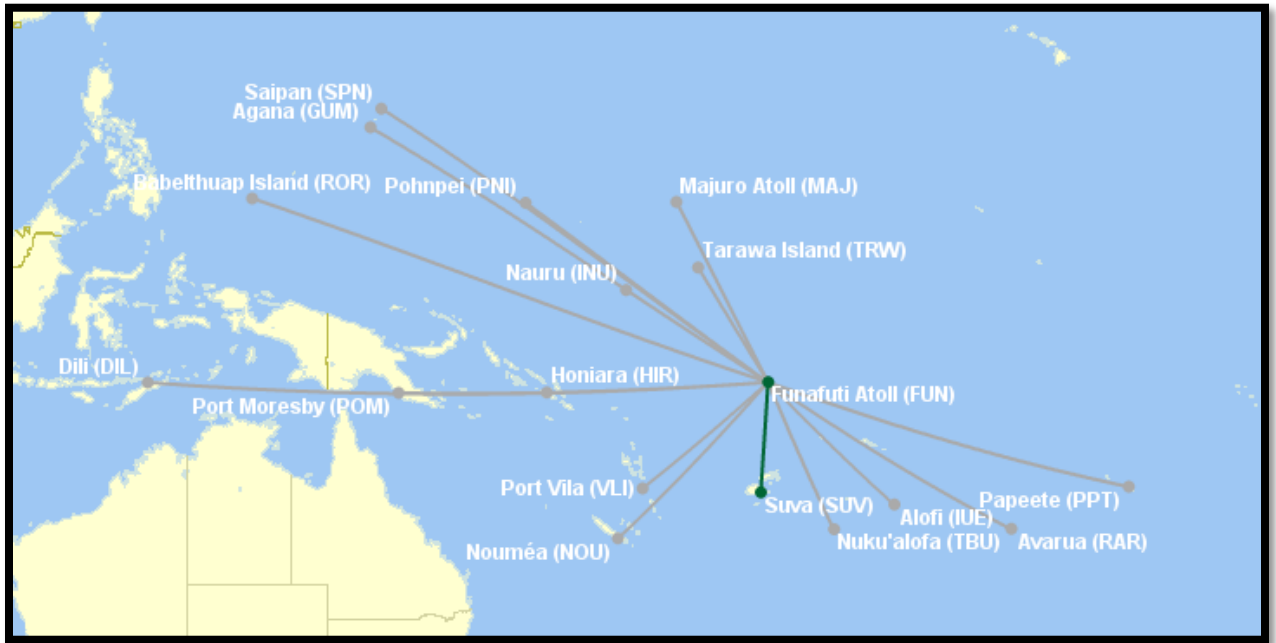 Saipan (SPN)
Agana (GUM)
Babelthuap Island (ROR)
Pohnpei (PNI)
Majuro Atoll (MAJ)
Tarawa Island (TRW)
Nauru (INU)
Dili (DIL)
Honiara (HIR)
Port Moresby (POM)
Funafuti Atoll (FUN)
Port Vila (VLI)
Suva (SUV)
Papeete (PPT)
Alofi (IUE)
Nouméa (NOU)
Nuku'alofa (TBU)
Avarua (RAR)